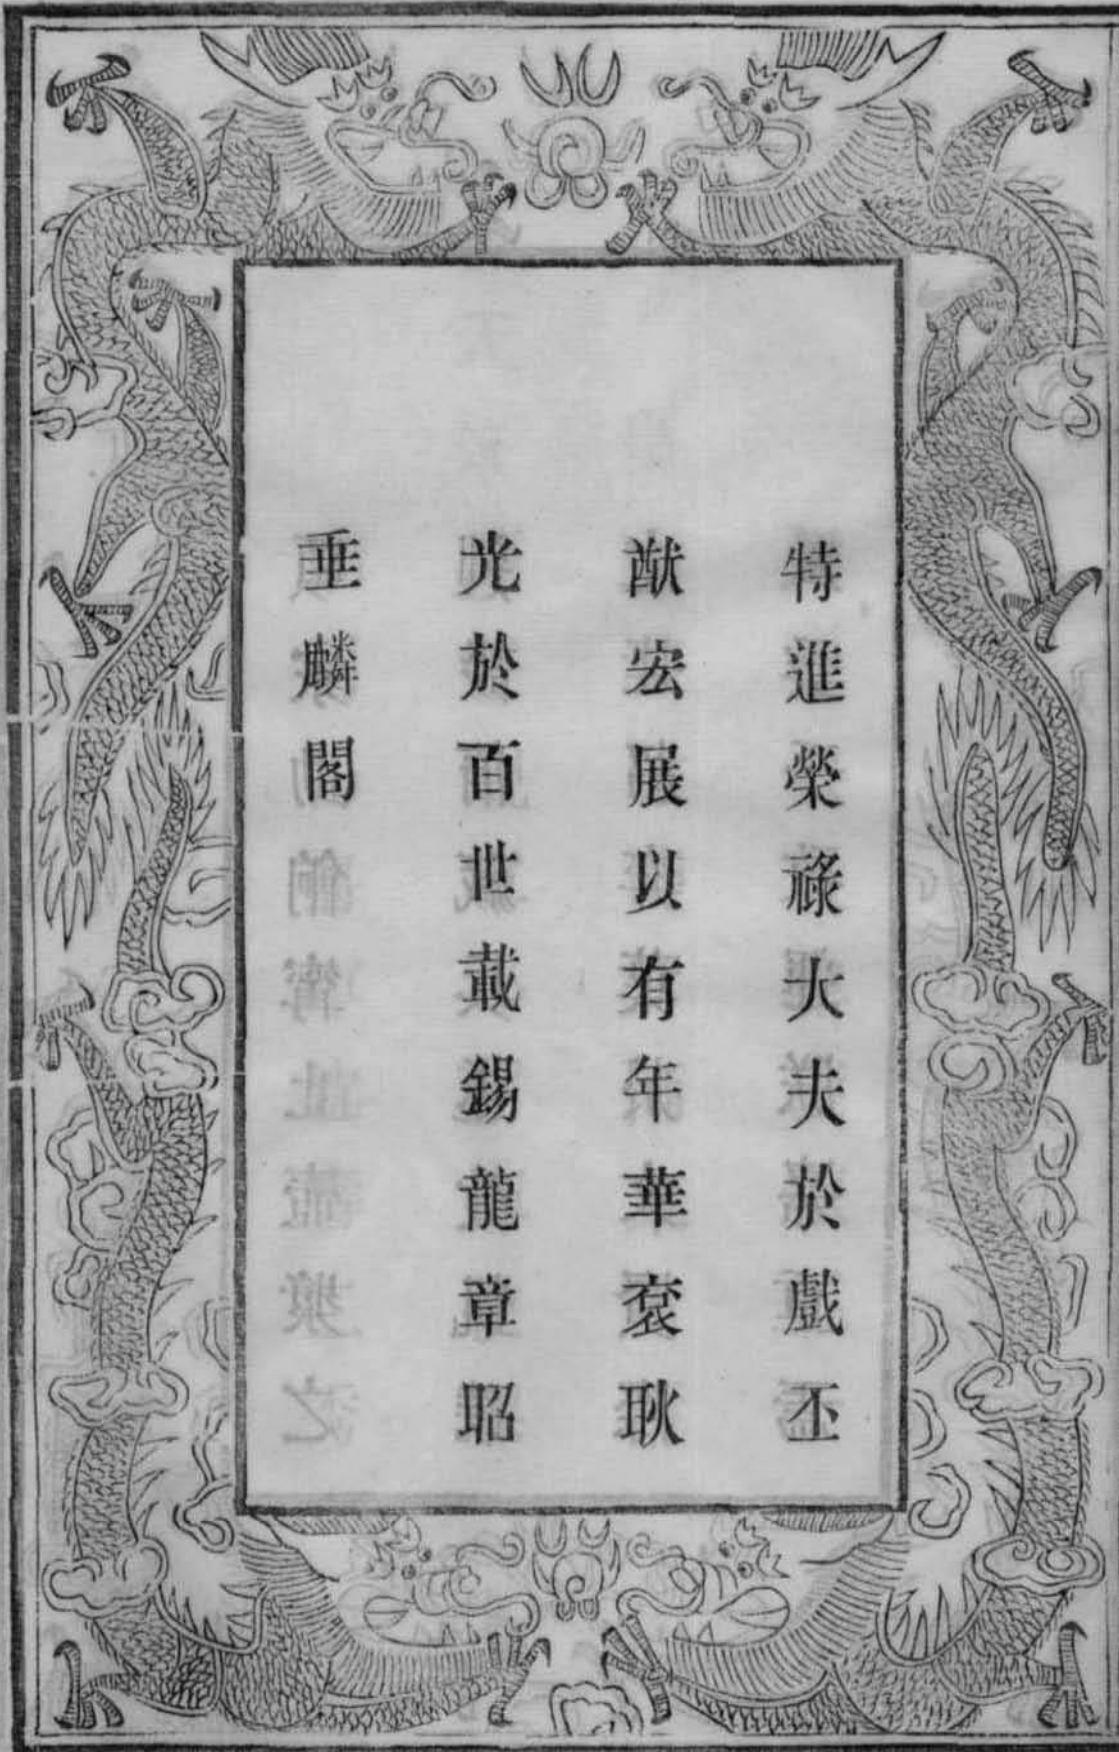 特進榮祿大夫於戲丕
猷宏展以有年華袞耿
光於百世載錫龍章昭
垂麟閣